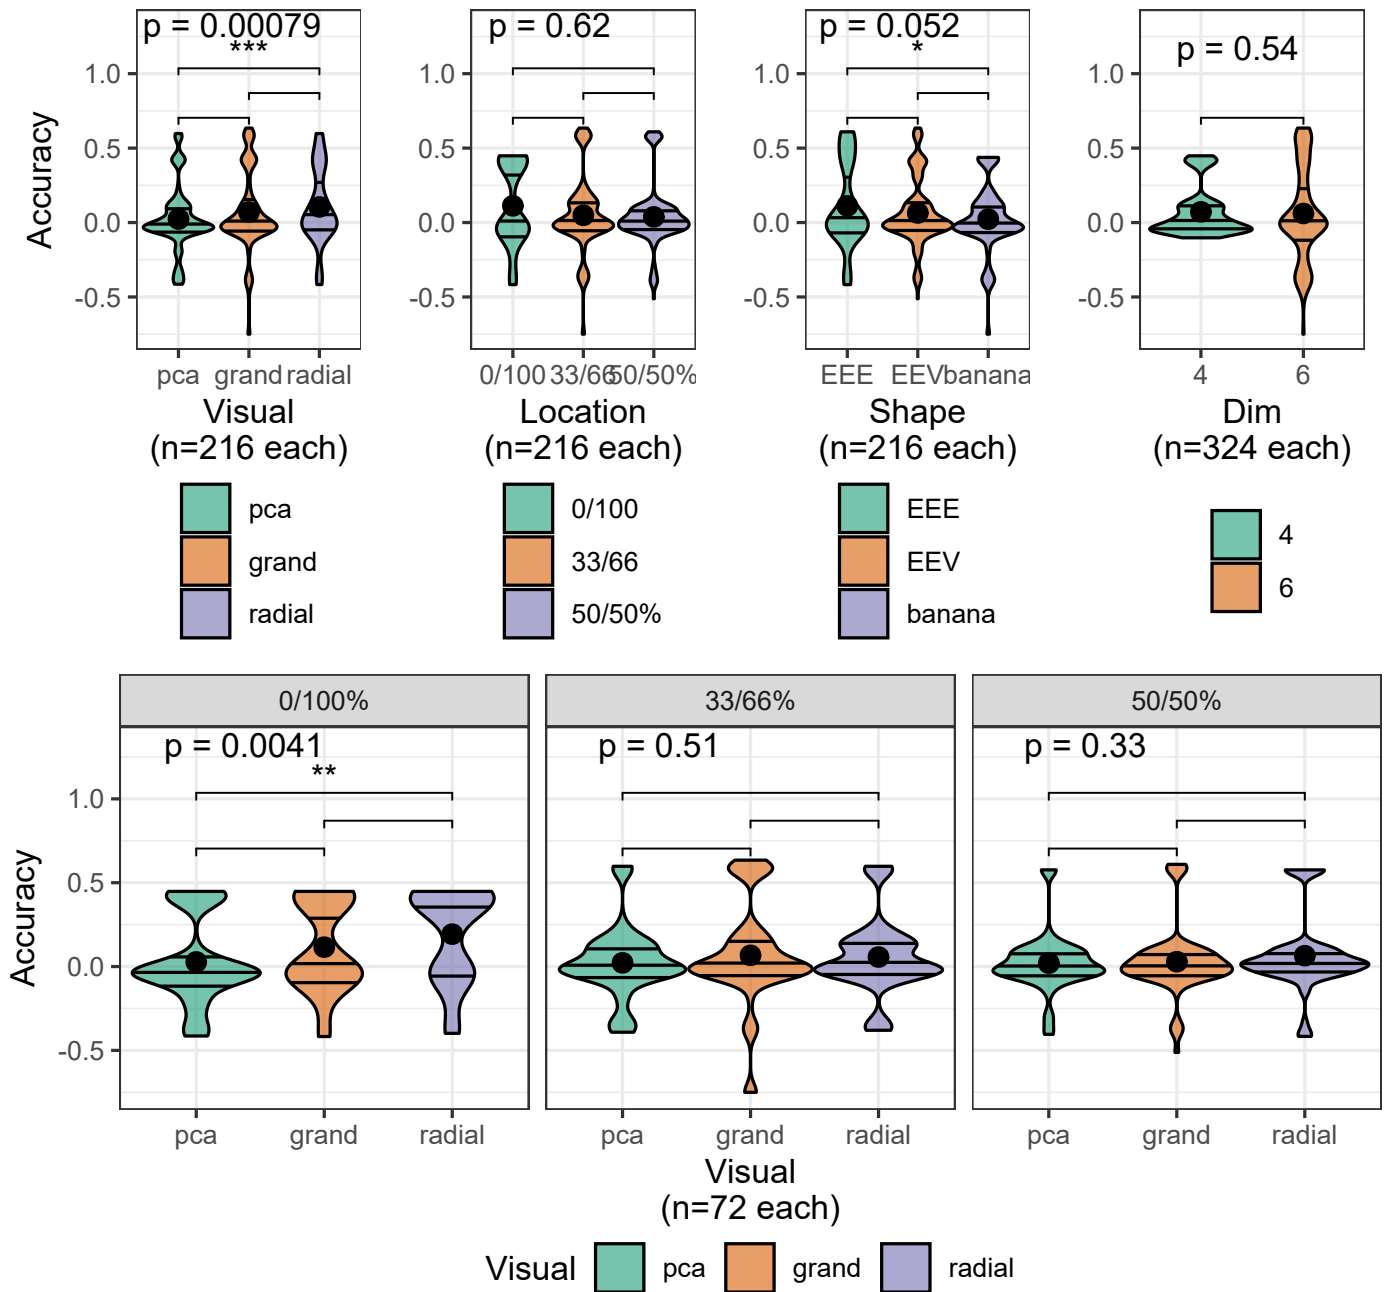 p = 0.00079
***
p = 0.62
p = 0.052
*
p = 0.54
Accuracy
1.0
0.5
0.0
-0.5
1.0
0.5
0.0
-0.5
1.0
0.5
0.0
-0.5
1.0
0.5
0.0
-0.5
pca grand radial
0/100 33/66 50/50%
EEE EEV banana
4 6
Visual
(n=216 each)
Location
(n=216 each)
Shape
(n=216 each)
Dim
(n=324 each)
pca
grand
radial
0/100
33/66
50/50%
EEE
EEV
banana
4
6
0/100%
33/66%
50/50%
p = 0.0041
**
p = 0.51
p = 0.33
Accuracy
1.0
0.5
0.0
-0.5
pca grand radial
pca grand radial
pca grand radial
Visual
(n=72 each)
Visual pca grand radial